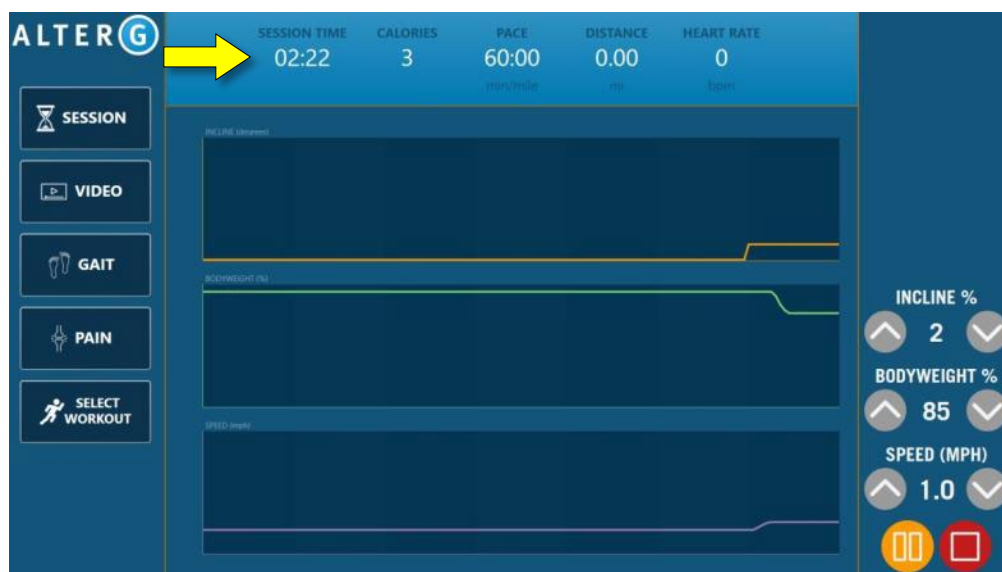 ALTERG
SESSION TIME CALORIES PACE DISTANCE HEART RATE
02:22 3 60:00 0.00 0
min/mile mi bpm
SESSION
VIDEO
GAIT
PAIN
SELECT
WORKOUT
INCLINE (degrees)
BODYWEIGHT (%)
SPEED (mph)
INCLINE %
2
BODYWEIGHT %
85
SPEED (MPH)
1.0